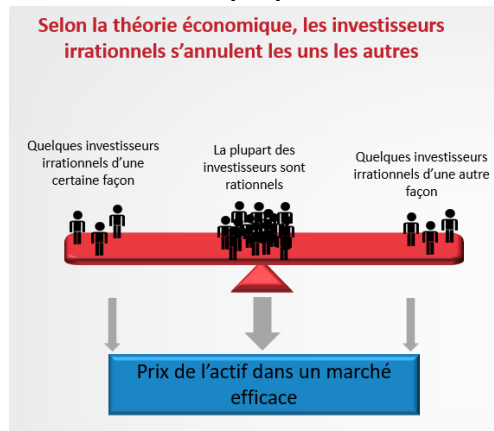 Selon la théorie économique, les investisseurs
irrationnels s’annulent les uns les autres
Quelques investisseurs
irrationnels d’une
certaine façon
La plupart des
investisseurs sont
rationnels
Quelques investisseurs
irrationnels d’une autre
façon
Prix de l’actif dans un marché
efficace